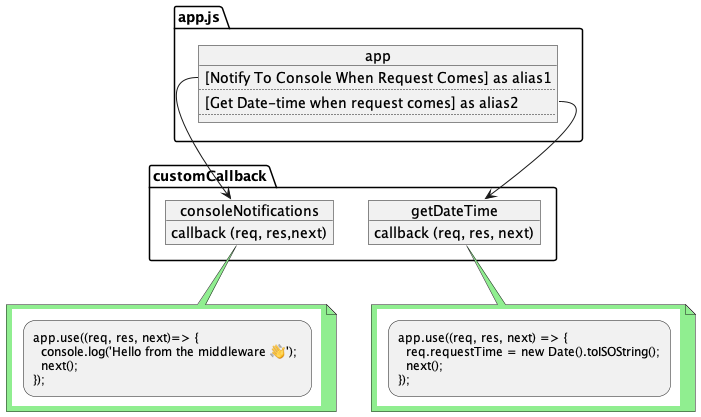 app.js
app
[Notify To Console When Request Comes] as alias1
[Get Date-time when request comes] as alias2
customCallback
consoleNotifications
callback (req, res,next)
getDateTime
callback (req, res, next)
app.use((req, res, next)=> {
console.log('Hello from the middleware 👋');
next();
});
app.use((req, res, next) => {
req.requestTime = new Date().toISOString();
next();
});